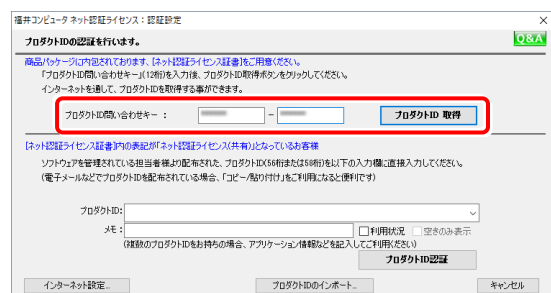 福井コンピュータ ネット認証ライセンス：認証設定
プロダクトIDの認証を行います。
Q&A
商品パッケージに内包されております、[ネット認証ライセンス証書]をご用意ください。
「プロダクトID問い合わせキー」(12桁)を入力後、プロダクトID取得ボタンをクリックしてください。
インターネットを通して、プロダクトIDを取得する事ができます。
プロダクトID問い合わせキー ：
-
プロダクトID 取得
[ネット認証ライセンス証書]内の表記が「ネット認証ライセンス(共有)」となっているお客様
ソフトウェアを管理されている担当者様より配布された、プロダクトID(56桁または58桁)を以下の入力欄に直接入力してください。
(電子メールなどでプロダクトIDを配布されている場合、「コピー/貼り付け」をご利用になると便利です)
プロダクトID:
メモ：
利用状況
空きのみ表示
(複数のプロダクトIDをお持ちの場合、アプリケーション情報などを記入してご利用ください)
プロダクトID認証
インターネット設定...
プロダクトIDのインポート...
キャンセル